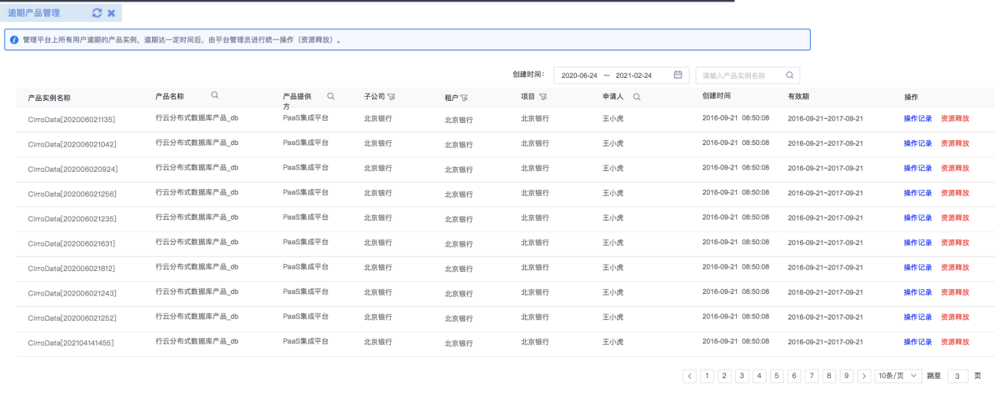 逾期产品管理
管理平台上所有用户逾期的产品实例，逾期达一定时间后，由平台管理员进行统一操作（资源释放）。
创建时间： 2020-06-24 ~ 2021-02-24 请输入产品实例名称
产品实例名称 产品名称 产品提供方 子公司 租户 项目 申请人 创建时间 有效期 操作
CirroData[202006021135] 行云分布式数据库产品_db PaaS集成平台 北京银行 北京银行 北京银行 王小虎 2016-09-21 08:50:08 2016-09-21~2017-09-21 操作记录 资源释放
CirroData[202006021042] 行云分布式数据库产品_db PaaS集成平台 北京银行 北京银行 北京银行 王小虎 2016-09-21 08:50:08 2016-09-21~2017-09-21 操作记录 资源释放
CirroData[202006020924] 行云分布式数据库产品_db PaaS集成平台 北京银行 北京银行 北京银行 王小虎 2016-09-21 08:50:08 2016-09-21~2017-09-21 操作记录 资源释放
CirroData[202006021256] 行云分布式数据库产品_db PaaS集成平台 北京银行 北京银行 北京银行 王小虎 2016-09-21 08:50:08 2016-09-21~2017-09-21 操作记录 资源释放
CirroData[202006021235] 行云分布式数据库产品_db PaaS集成平台 北京银行 北京银行 北京银行 王小虎 2016-09-21 08:50:08 2016-09-21~2017-09-21 操作记录 资源释放
CirroData[202006021631] 行云分布式数据库产品_db PaaS集成平台 北京银行 北京银行 北京银行 王小虎 2016-09-21 08:50:08 2016-09-21~2017-09-21 操作记录 资源释放
CirroData[202006021812] 行云分布式数据库产品_db PaaS集成平台 北京银行 北京银行 北京银行 王小虎 2016-09-21 08:50:08 2016-09-21~2017-09-21 操作记录 资源释放
CirroData[202006021243] 行云分布式数据库产品_db PaaS集成平台 北京银行 北京银行 北京银行 王小虎 2016-09-21 08:50:08 2016-09-21~2017-09-21 操作记录 资源释放
CirroData[202006021252] 行云分布式数据库产品_db PaaS集成平台 北京银行 北京银行 北京银行 王小虎 2016-09-21 08:50:08 2016-09-21~2017-09-21 操作记录 资源释放
CirroData[202104141455] 行云分布式数据库产品_db PaaS集成平台 北京银行 北京银行 北京银行 王小虎 2016-09-21 08:50:08 2016-09-21~2017-09-21 操作记录 资源释放
< 1 2 3 4 5 6 7 8 9 > 10条/页 跳至 3 页